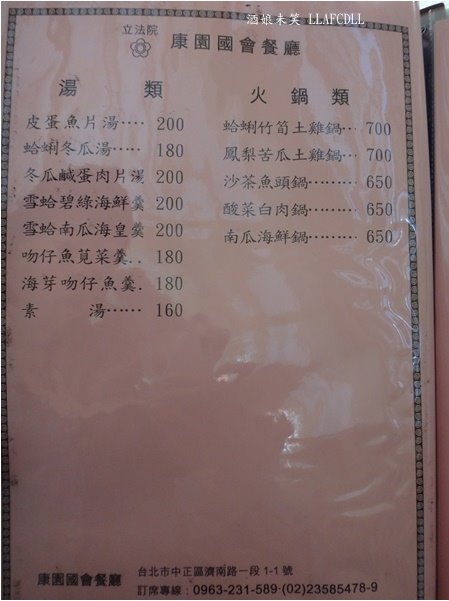 酒娘未笑 LLAFCDLL
立法院
康園國會餐廳
湯 類
皮蛋魚片湯‥‥ 200
蛤蜊冬瓜湯‥‥‥ 180
冬瓜鹹蛋肉片湯 200
雪蛤碧綠海鮮羹 200
雪蛤南瓜海皇羹 200
吻仔魚莧菜羹.. 180
海芽吻仔魚羹. 180
素 湯‥‥‥ 160
火 鍋 類
蛤蜊竹筍土雞鍋‥ 700
鳳梨苦瓜土雞鍋‥ 700
沙茶魚頭鍋‥‥‥‥ 650
酸菜白肉鍋‥‥‥‥ 650
南瓜海鮮鍋‥‥‥‥ 650
康園國會餐廳
台北市中正區濟南路一段 1-1 號
訂席專線：0963-231-589‧(02)23585478-9